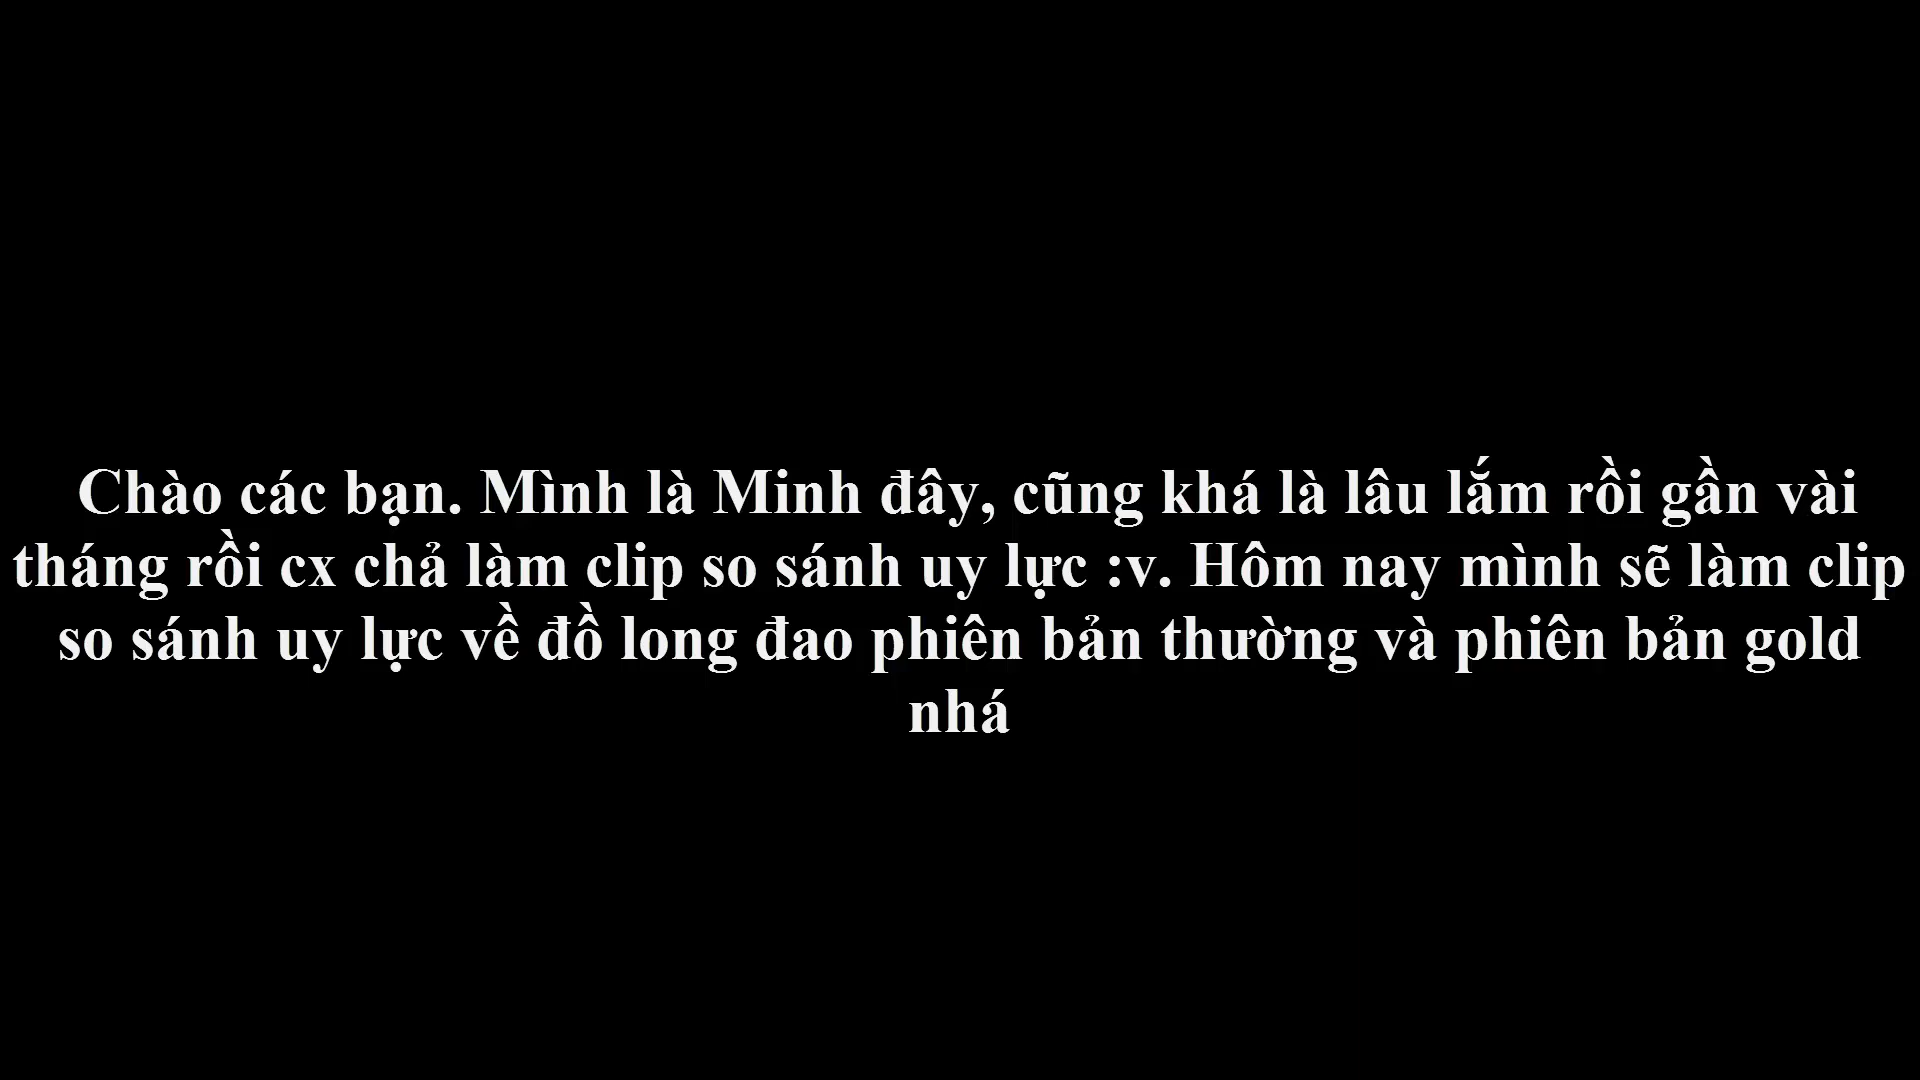 Chào các bạn. Mình là Minh đây, cũng khá là lâu lắm rồi gần vài
tháng rồi cx chả làm clip so sánh uy lực :v. Hôm nay mình sẽ làm clip
so sánh uy lực về đồ long đao phiên bản thường và phiên bản gold
nhá